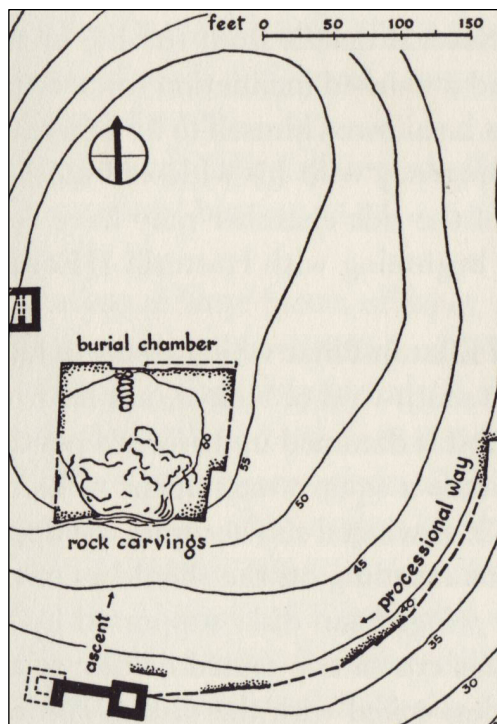 feet 0 50 100 150
burial chamber
60
55
50
rock carvings
45
← processional way
40
35
ascent →
30